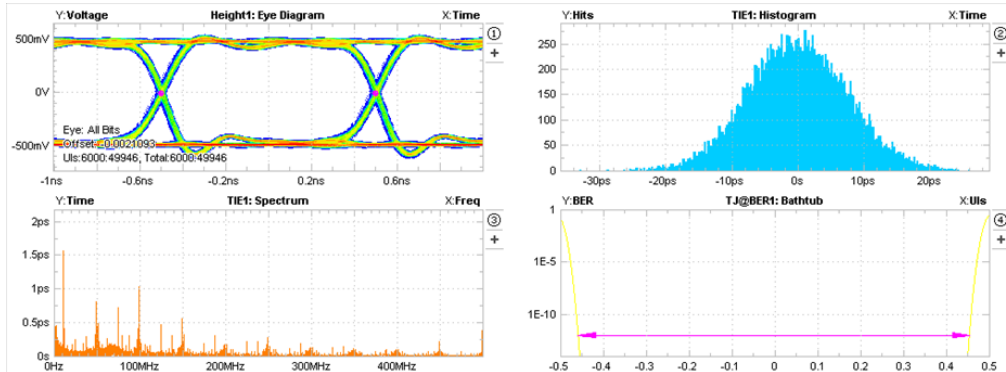 Y:Voltage Height1: Eye Diagram X:Time
①
+
500mV
0V
-500mV
Eye: All Bits
Offset:-0.0021093
UIs:6000:49946, Total:6000:49946
-1ns -0.6ns -0.2ns 0.2ns 0.6ns
Y:Hits TIE1: Histogram X:Time
②
+
250
200
150
100
50
0
-30ps -20ps -10ps 0s 10ps 20ps
Y:Time TIE1: Spectrum X:Freq
③
+
2ps
1.5ps
1ps
0.5ps
0s
0Hz 100MHz 200MHz 300MHz 400MHz
Y:BER TJ@BER1: Bathtub X:UIs
④
+
1
1E-5
1E-10
-0.5 -0.4 -0.3 -0.2 -0.1 0 0.1 0.2 0.3 0.4 0.5